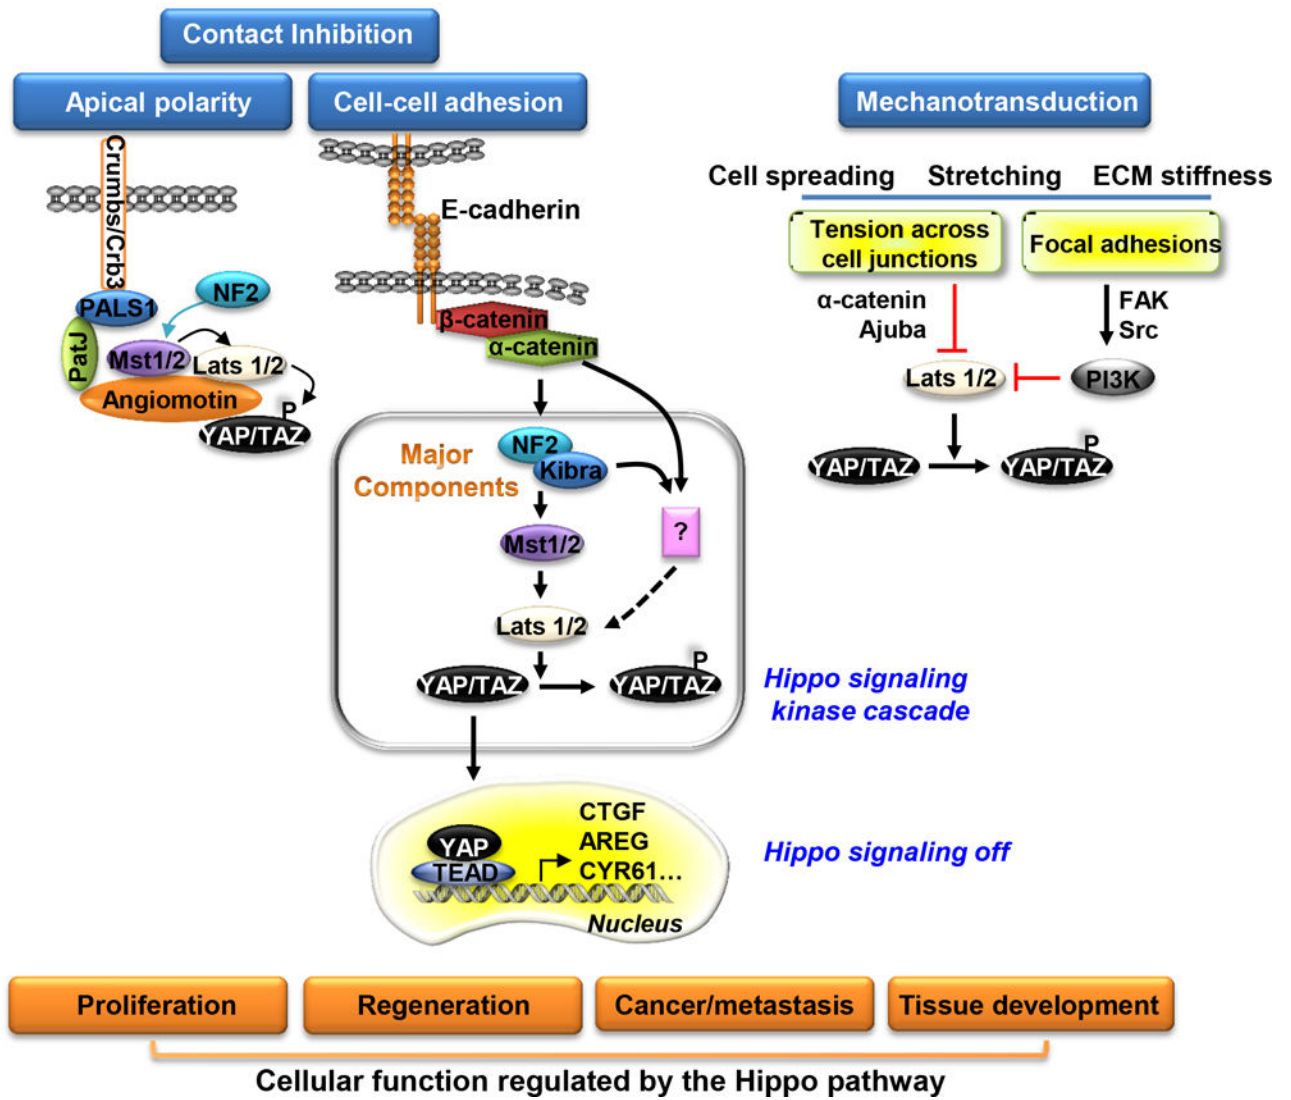 Contact Inhibition
Apical polarity
Cell-cell adhesion
Mechanotransduction
Crumbs/Crb3
PALS1
NF2
PatJ
Mst1/2
Lats 1/2
Angiomotin
P
YAP/TAZ
E-cadherin
β-catenin
α-catenin
Cell spreading Stretching ECM stiffness
Tension across
cell junctions
Focal adhesions
α-catenin
Ajuba
FAK
Src
Lats 1/2
PI3K
YAP/TAZ
P
YAP/TAZ
Major
Components
NF2
Kibra
?
Mst1/2
Lats 1/2
YAP/TAZ
P
YAP/TAZ
Hippo signaling
kinase cascade
CTGF
AREG
CYR61...
YAP
TEAD
Nucleus
Hippo signaling off
Proliferation
Regeneration
Cancer/metastasis
Tissue development
Cellular function regulated by the Hippo pathway